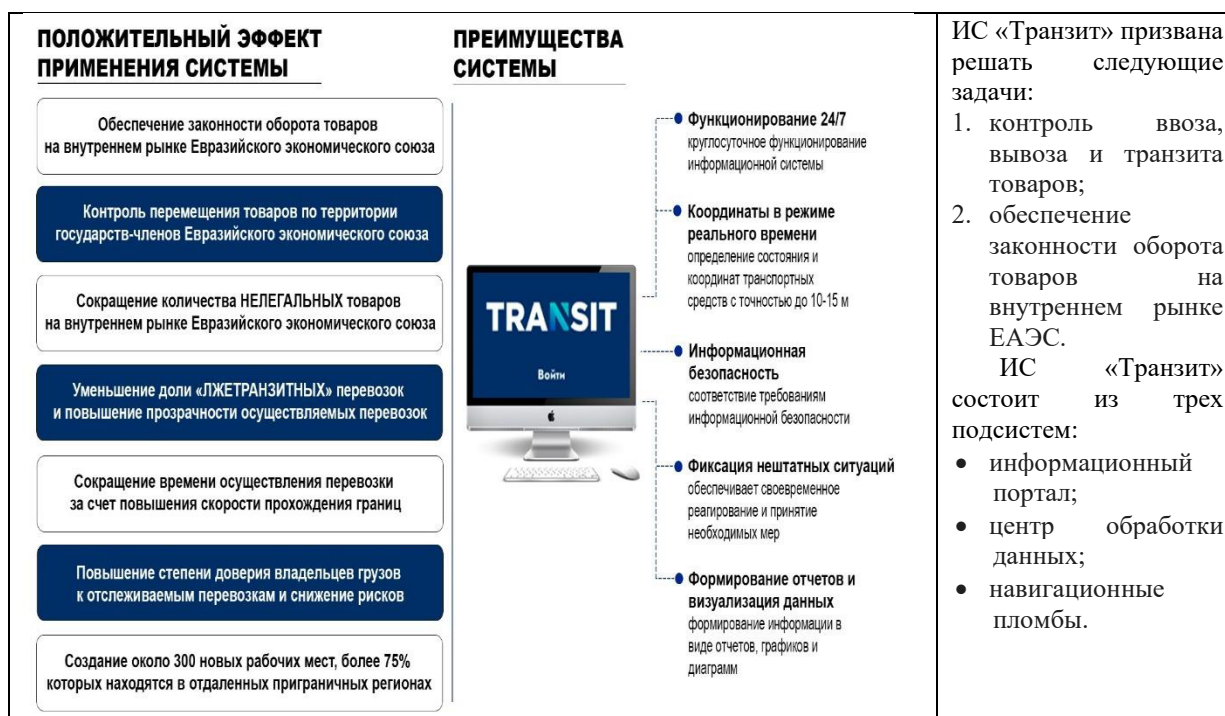 ПОЛОЖИТЕЛЬНЫЙ ЭФФЕКТ
ПРИМЕНЕНИЯ СИСТЕМЫ
Обеспечение законности оборота товаров
на внутреннем рынке Евразийского экономического союза
Контроль перемещения товаров по территории
государств-членов Евразийского экономического союза
Сокращение количества НЕЛЕГАЛЬНЫХ товаров
на внутреннем рынке Евразийского экономического союза
Уменьшение доли «ЛЖЕТРАНЗИТНЫХ» перевозок
и повышение прозрачности осуществляемых перевозок
Сокращение времени осуществления перевозки
за счет повышения скорости прохождения границ
Повышение степени доверия владельцев грузов
к отслеживаемым перевозкам и снижение рисков
Создание около 300 новых рабочих мест, более 75%
которых находятся в отдаленных приграничных регионах
ПРЕИМУЩЕСТВА
СИСТЕМЫ
TRANSIT
Войти
Функционирование 24/7
круглосуточное функционирование
информационной системы
Координаты в режиме
реального времени
определение состояния и
координат транспортных
средств с точностью до 10-15 м
Информационная
безопасность
соответствие требованиям
информационной безопасности
Фиксация нештатных ситуаций
обеспечивает своевременное
реагирование и принятие
необходимых мер
Формирование отчетов и
визуализация данных
формирование информации в
виде отчетов, графиков и
диаграмм
ИС «Транзит» призвана
решать следующие
задачи:
1. контроль ввоза,
вывоза и транзита
товаров;
2. обеспечение
законности оборота
товаров на
внутреннем рынке
ЕАЭС.
ИС «Транзит»
состоит из трех
подсистем:
• информационный
портал;
• центр обработки
данных;
• навигационные
пломбы.